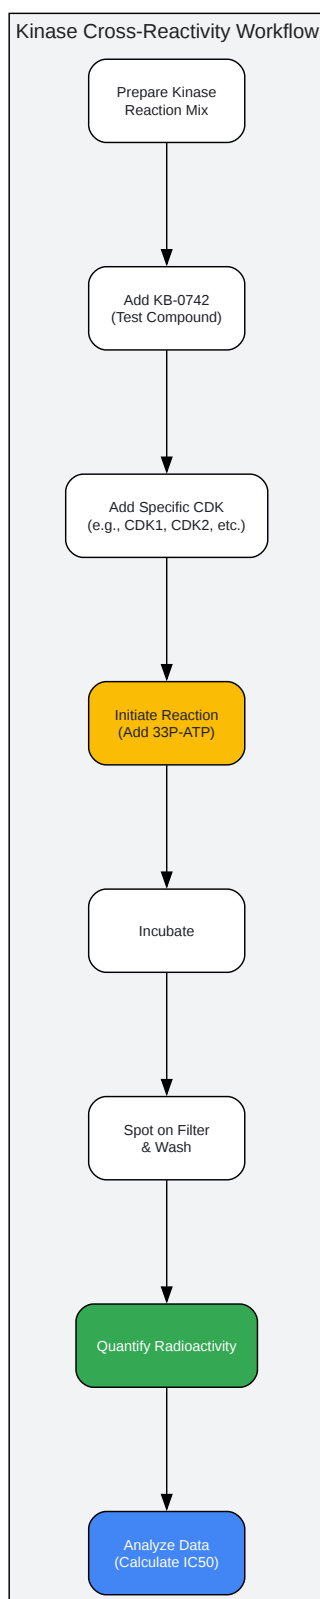 Kinase Cross-Reactivity Workflow
Prepare Kinase
Reaction Mix
Add KB-0742
(Test Compound)
Add Specific CDK
(e.g., CDK1, CDK2, etc.)
Initiate Reaction
(Add 33P-ATP)
Incubate
Spot on Filter
& Wash
Quantify Radioactivity
Analyze Data
(Calculate IC50)